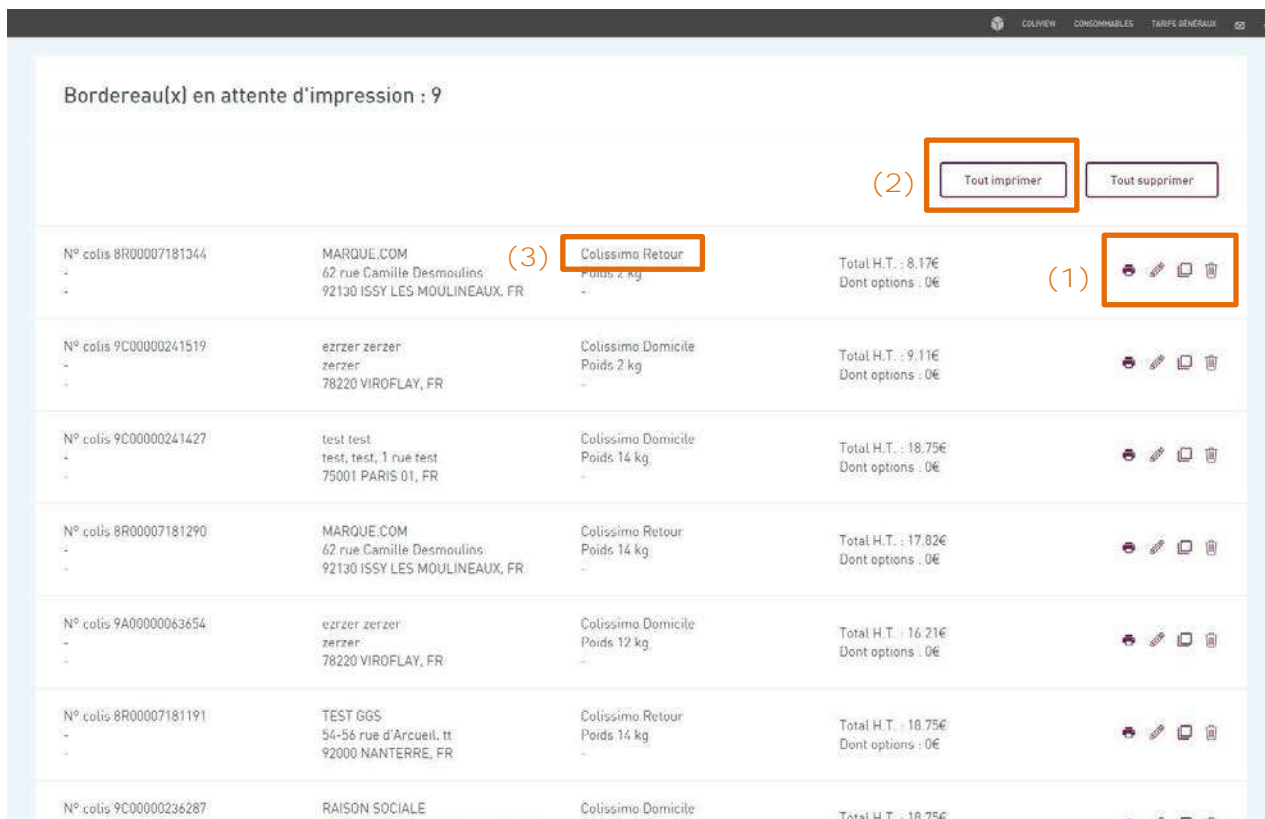 COLIVIEW CONSOMMABLES TARIFS GÉNÉRAUX
Bordereau(x) en attente d'impression : 9
(2) Tout imprimer Tout supprimer
N° colis 8R00007181344
-
-
MARQUE.COM
62 rue Camille Desmoulins
92130 ISSY LES MOULINEAUX, FR
(3) Colissimo Retour
Poids 2 kg
-
Total H.T. : 8.17€
Dont options : 0€
(1)
N° colis 9C00000241519
-
-
ezrzer zerzer
zerzer
78220 VIROFLAY, FR
Colissimo Domicile
Poids 2 kg
-
Total H.T. : 9.11€
Dont options : 0€
N° colis 9C00000241427
-
-
test test
test, test, 1 rue test
75001 PARIS 01, FR
Colissimo Domicile
Poids 14 kg
-
Total H.T. : 18.75€
Dont options : 0€
N° colis 8R00007181290
-
-
MARQUE.COM
62 rue Camille Desmoulins
92130 ISSY LES MOULINEAUX, FR
Colissimo Retour
Poids 14 kg
-
Total H.T. : 17.82€
Dont options : 0€
N° colis 9A00000063654
-
-
ezrzer zerzer
zerzer
78220 VIROFLAY, FR
Colissimo Domicile
Poids 12 kg
-
Total H.T. : 16.21€
Dont options : 0€
N° colis 8R00007181191
-
-
TEST GGS
54-56 rue d'Arcueil, tt
92000 NANTERRE, FR
Colissimo Retour
Poids 14 kg
-
Total H.T. : 18.75€
Dont options : 0€
N° colis 9C00000236287
RAISON SOCIALE
Colissimo Domicile
Total H.T. : 18.75€